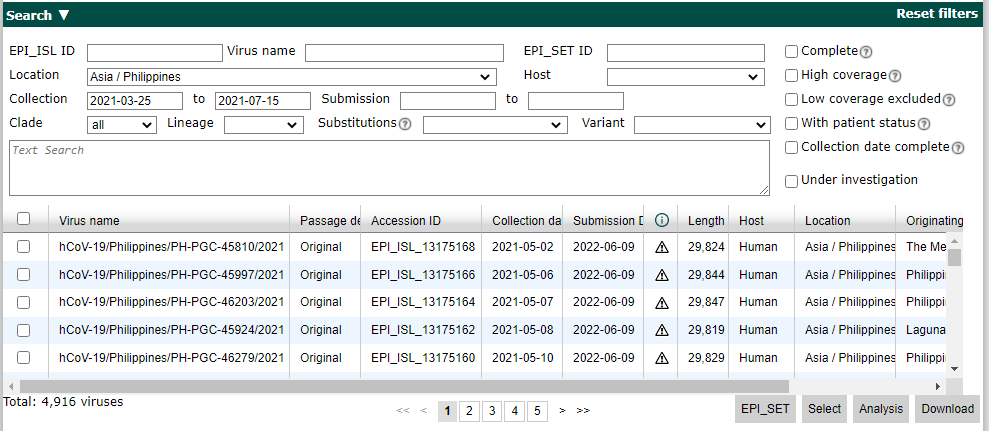 Search ▼ Reset filters
EPI_ISL ID Virus name EPI_SET ID Complete ?
Location Asia / Philippines Host High coverage ?
Collection 2021-03-25 to 2021-07-15 Submission to Low coverage excluded ?
Clade all Lineage Substitutions ? Variant With patient status ?
Text Search Collection date complete ?
Under investigation
Virus name Passage de Accession ID Collection da Submission D i Length Host Location Originating
hCoV-19/Philippines/PH-PGC-45810/2021 Original EPI_ISL_13175168 2021-05-02 2022-06-09 29,824 Human Asia / Philippines The Me
hCoV-19/Philippines/PH-PGC-45997/2021 Original EPI_ISL_13175166 2021-05-06 2022-06-09 29,844 Human Asia / Philippines Philippi
hCoV-19/Philippines/PH-PGC-46203/2021 Original EPI_ISL_13175164 2021-05-07 2022-06-09 29,847 Human Asia / Philippines Philippi
hCoV-19/Philippines/PH-PGC-45924/2021 Original EPI_ISL_13175162 2021-05-08 2022-06-09 29,819 Human Asia / Philippines Laguna
hCoV-19/Philippines/PH-PGC-46279/2021 Original EPI_ISL_13175160 2021-05-10 2022-06-09 29,829 Human Asia / Philippines Philippi
Total: 4,916 viruses << < 1 2 3 4 5 > >> EPI_SET Select Analysis Download